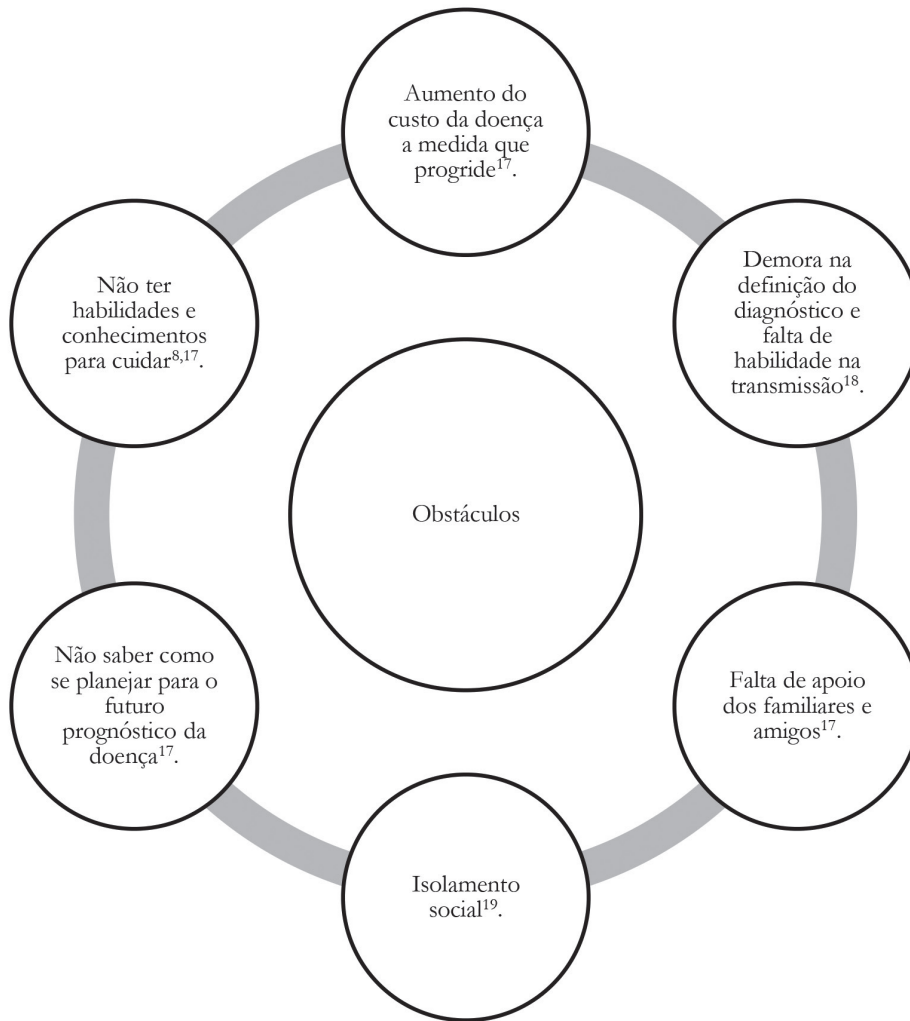 Aumento do
custo da doença
a medida que
progride¹⁷.
Demora na
definição do
diagnóstico e
falta de
habilidade na
transmissão¹⁸.
Falta de apoio
dos familiares e
amigos¹⁷.
Isolamento
social¹⁹.
Não saber como
se planejar para o
futuro
prognóstico da
doença¹⁷.
Não ter
habilidades e
conhecimentos
para cuidar⁸,¹⁷.
Obstáculos